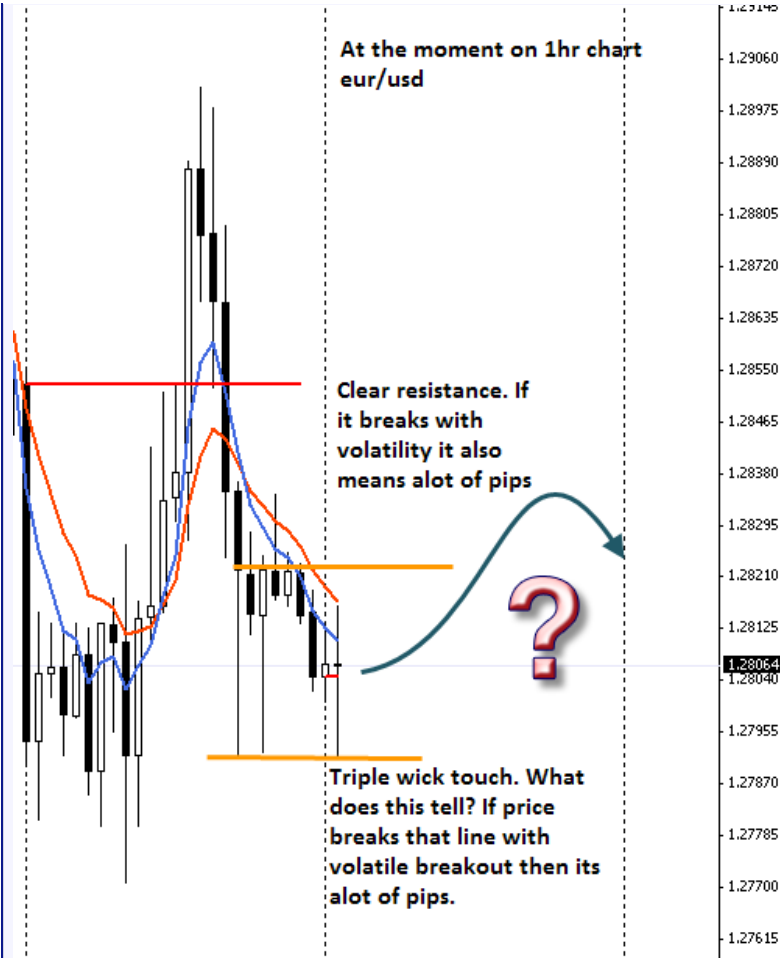 1.29145
At the moment on 1hr chart
eur/usd
1.29060
1.28975
1.28890
1.28805
1.28720
1.28635
1.28550
Clear resistance. If
it breaks with
volatility it also
means alot of pips
1.28465
1.28380
1.28295
1.28210
?
1.28125
1.28064
1.28040
1.27955
Triple wick touch. What
does this tell? If price
breaks that line with
volatile breakout then its
alot of pips.
1.27870
1.27785
1.27700
1.27615